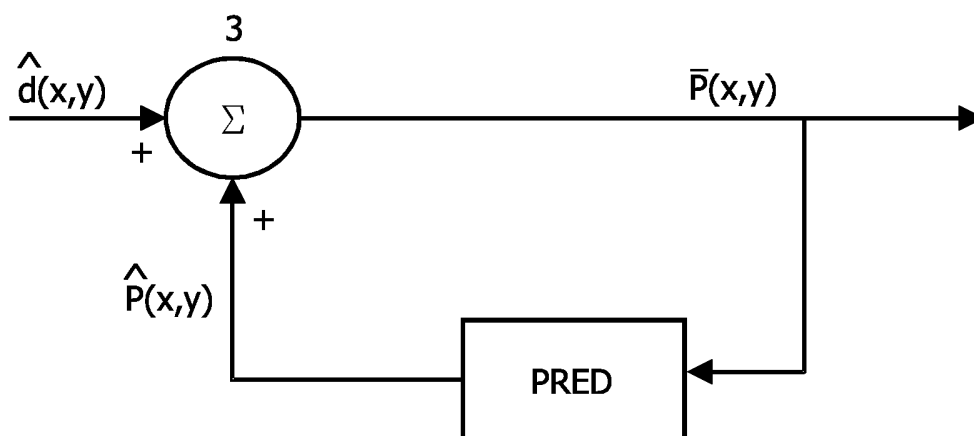 3
d̂(x,y)
Σ
P̄(x,y)
+
+
P̂(x,y)
PRED